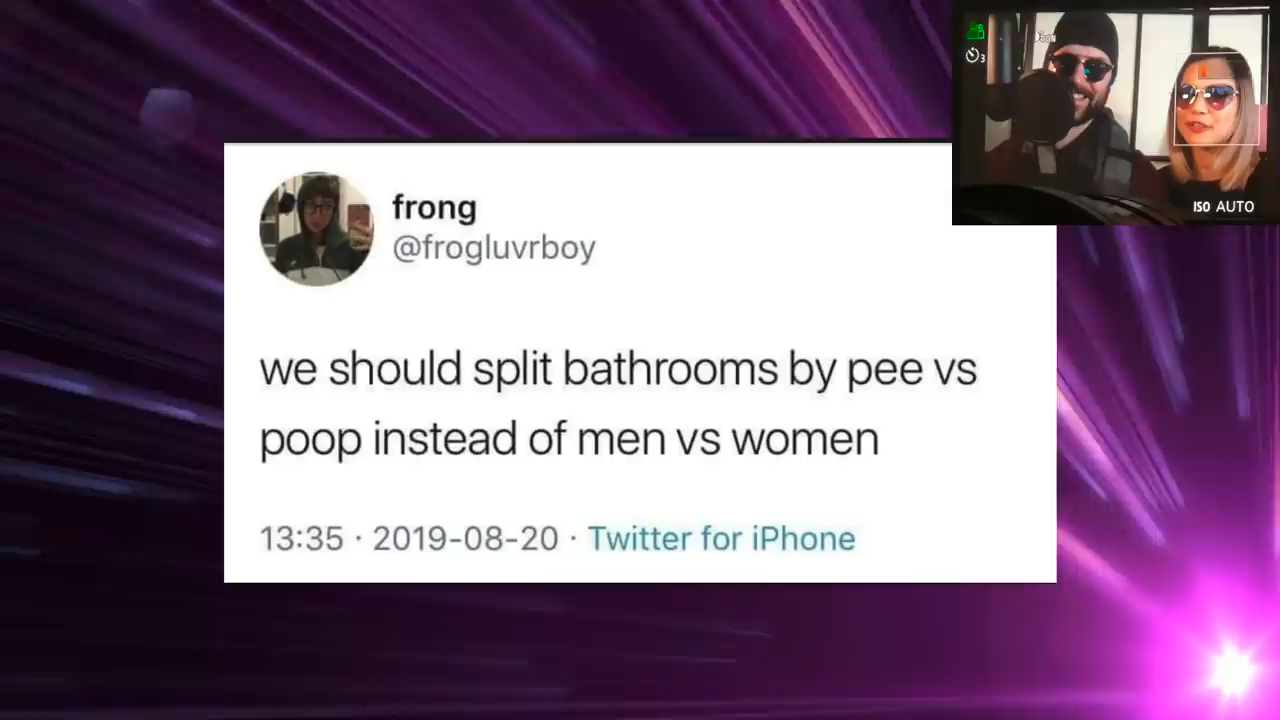 frong
@frogluvrboy
we should split bathrooms by pee vs
poop instead of men vs women
13:35 · 2019-08-20 · Twitter for iPhone
3
ISO AUTO